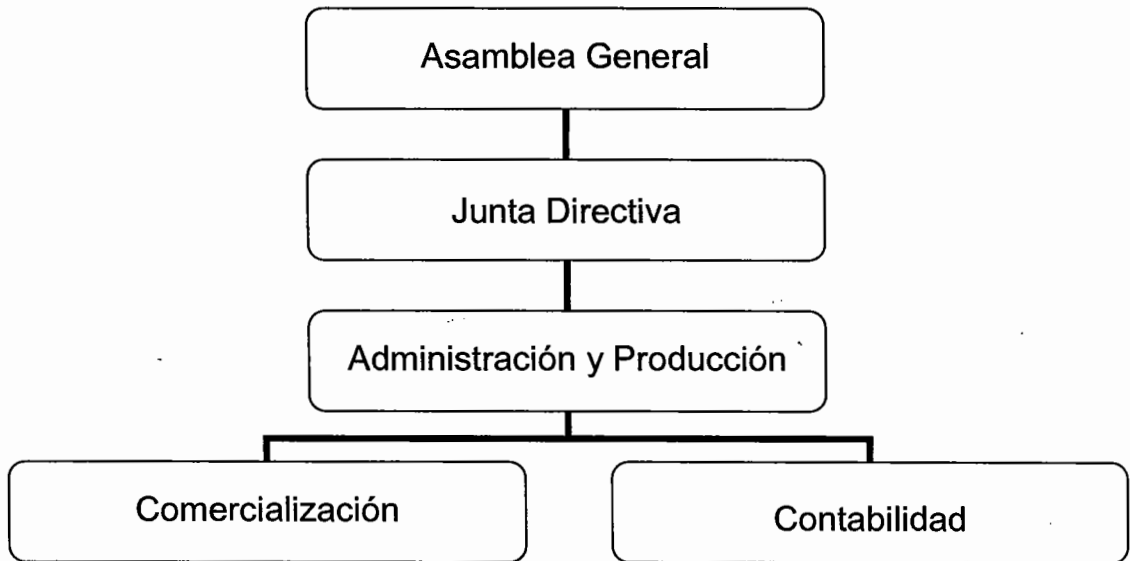 Asamblea General
Junta Directiva
Administración y Producción
Comercialización
Contabilidad